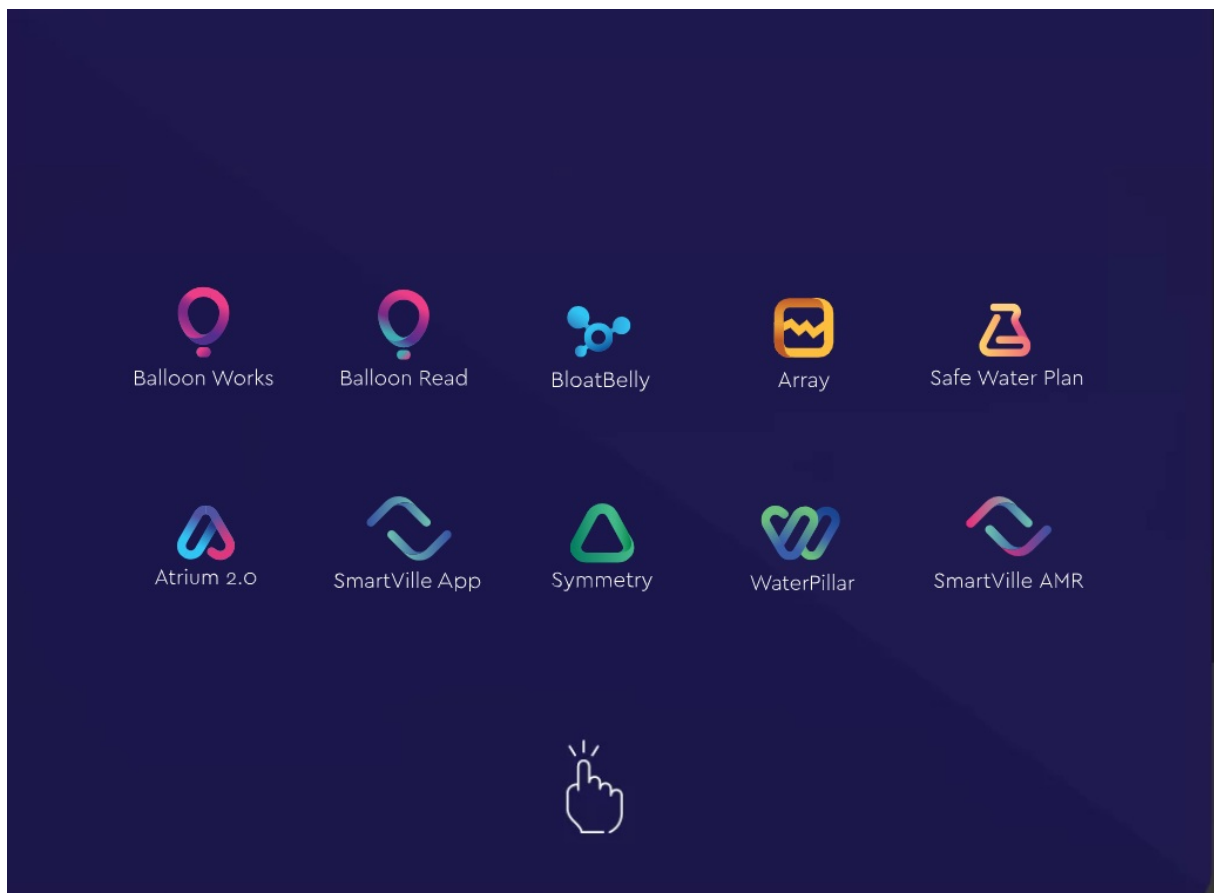 Balloon Works
Balloon Read
BloatBelly
Array
Safe Water Plan
Atrium 2.0
SmartVille App
Symmetry
WaterPillar
SmartVille AMR